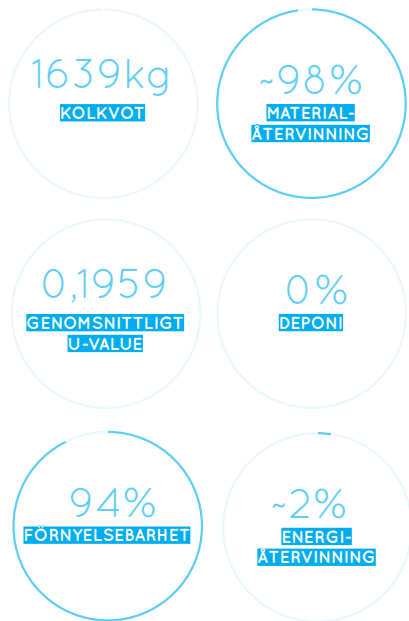 1639kg
KOLKVOT
~98%
MATERIAL-
ÅTERVINNING
0,1959
GENOMSNITTLIGT
U-VALUE
0%
DEPONI
94%
FÖRNYELSEBARHET
~2%
ENERGI-
ÅTERVINNING